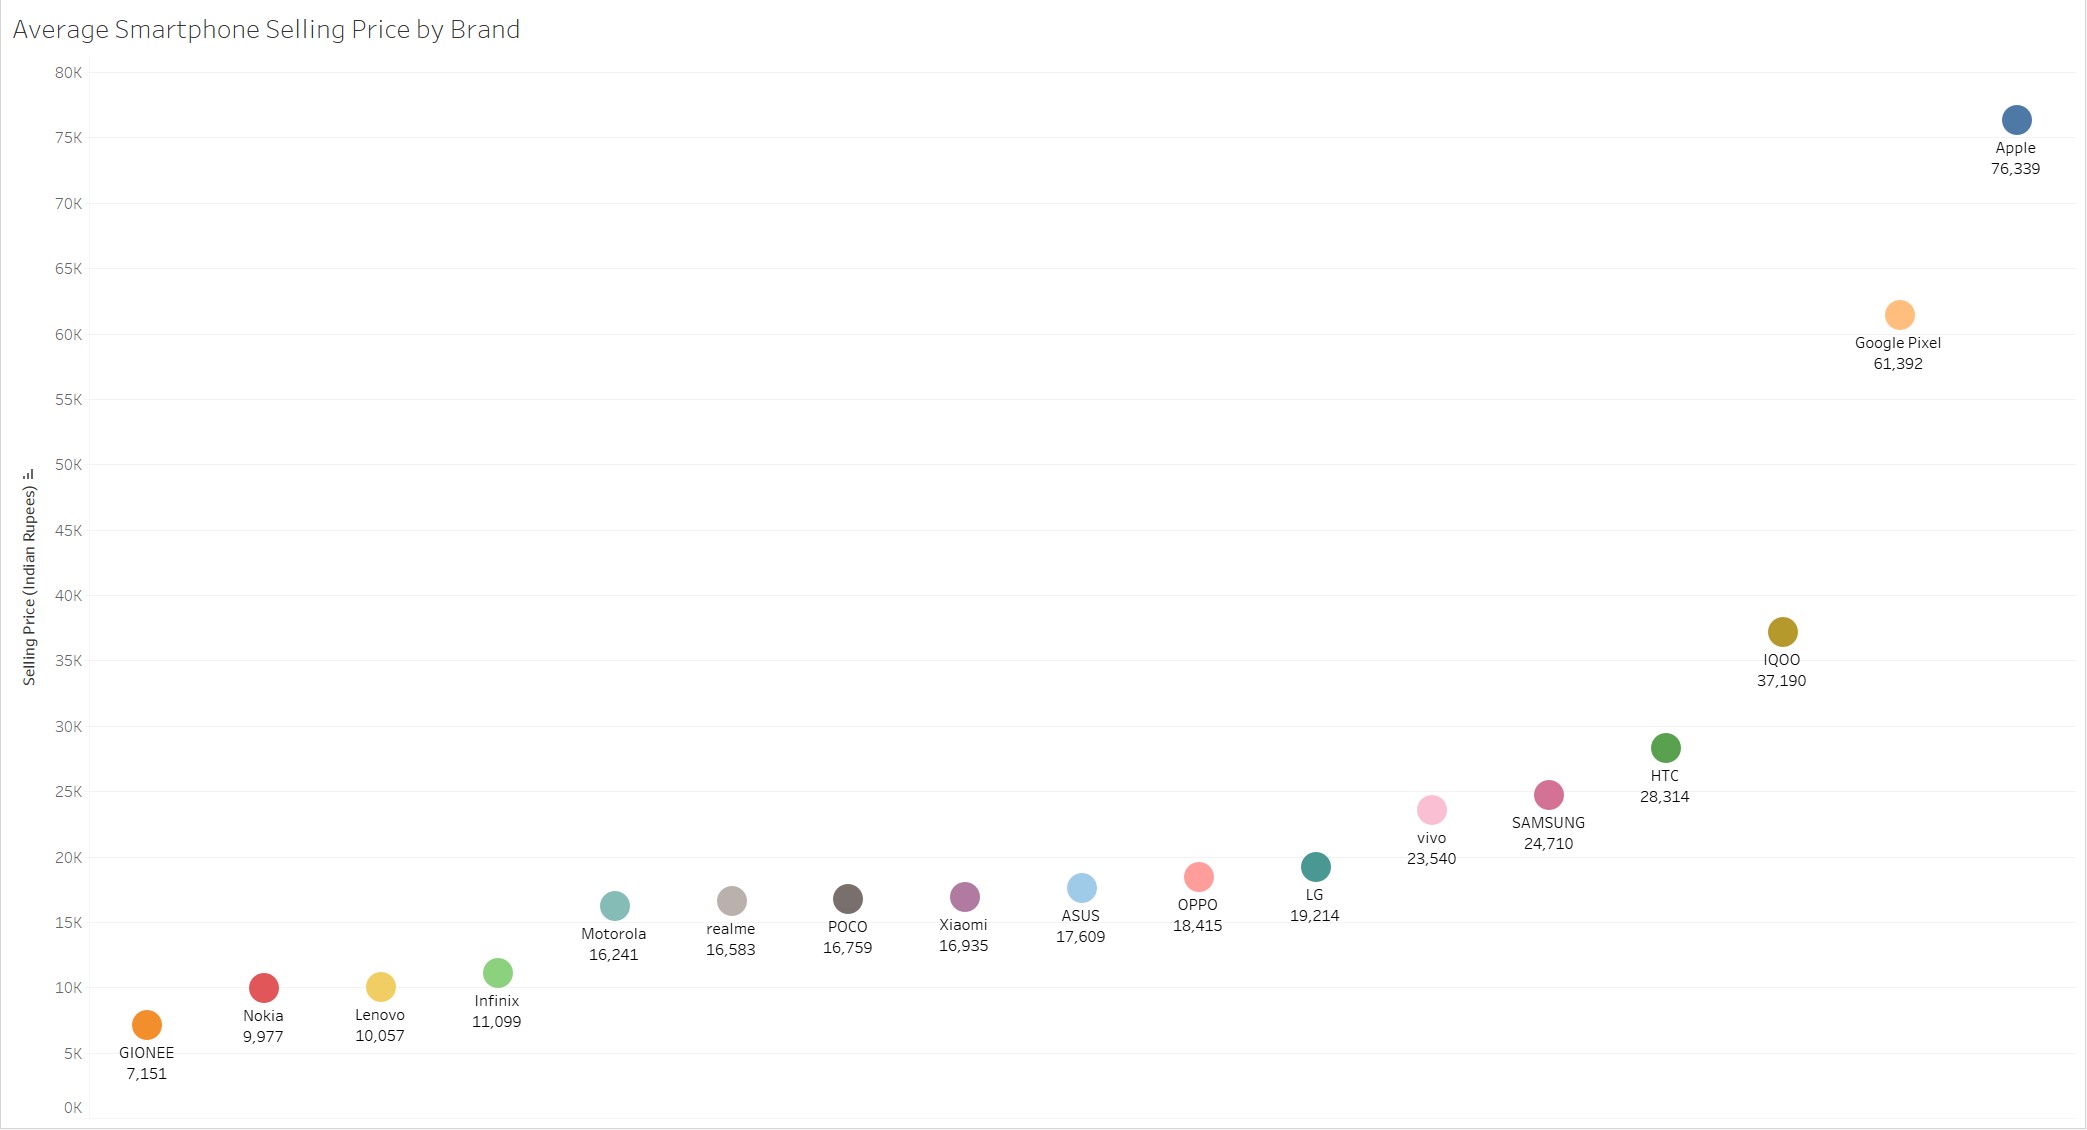 Average Smartphone Selling Price by Brand
Selling Price (Indian Rupees)
80K
75K
70K
65K
60K
55K
50K
45K
40K
35K
30K
25K
20K
15K
10K
5K
0K
GIONEE
7,151
Nokia
9,977
Lenovo
10,057
Infinix
11,099
Motorola
16,241
realme
16,583
POCO
16,759
Xiaomi
16,935
ASUS
17,609
OPPO
18,415
LG
19,214
vivo
23,540
SAMSUNG
24,710
HTC
28,314
IQOO
37,190
Google Pixel
61,392
Apple
76,339